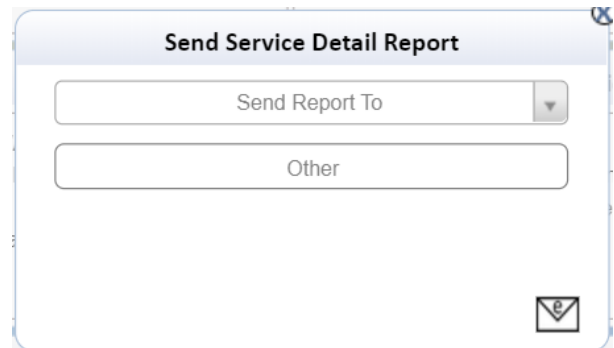 Send Service Detail Report
Send Report To
Other
e